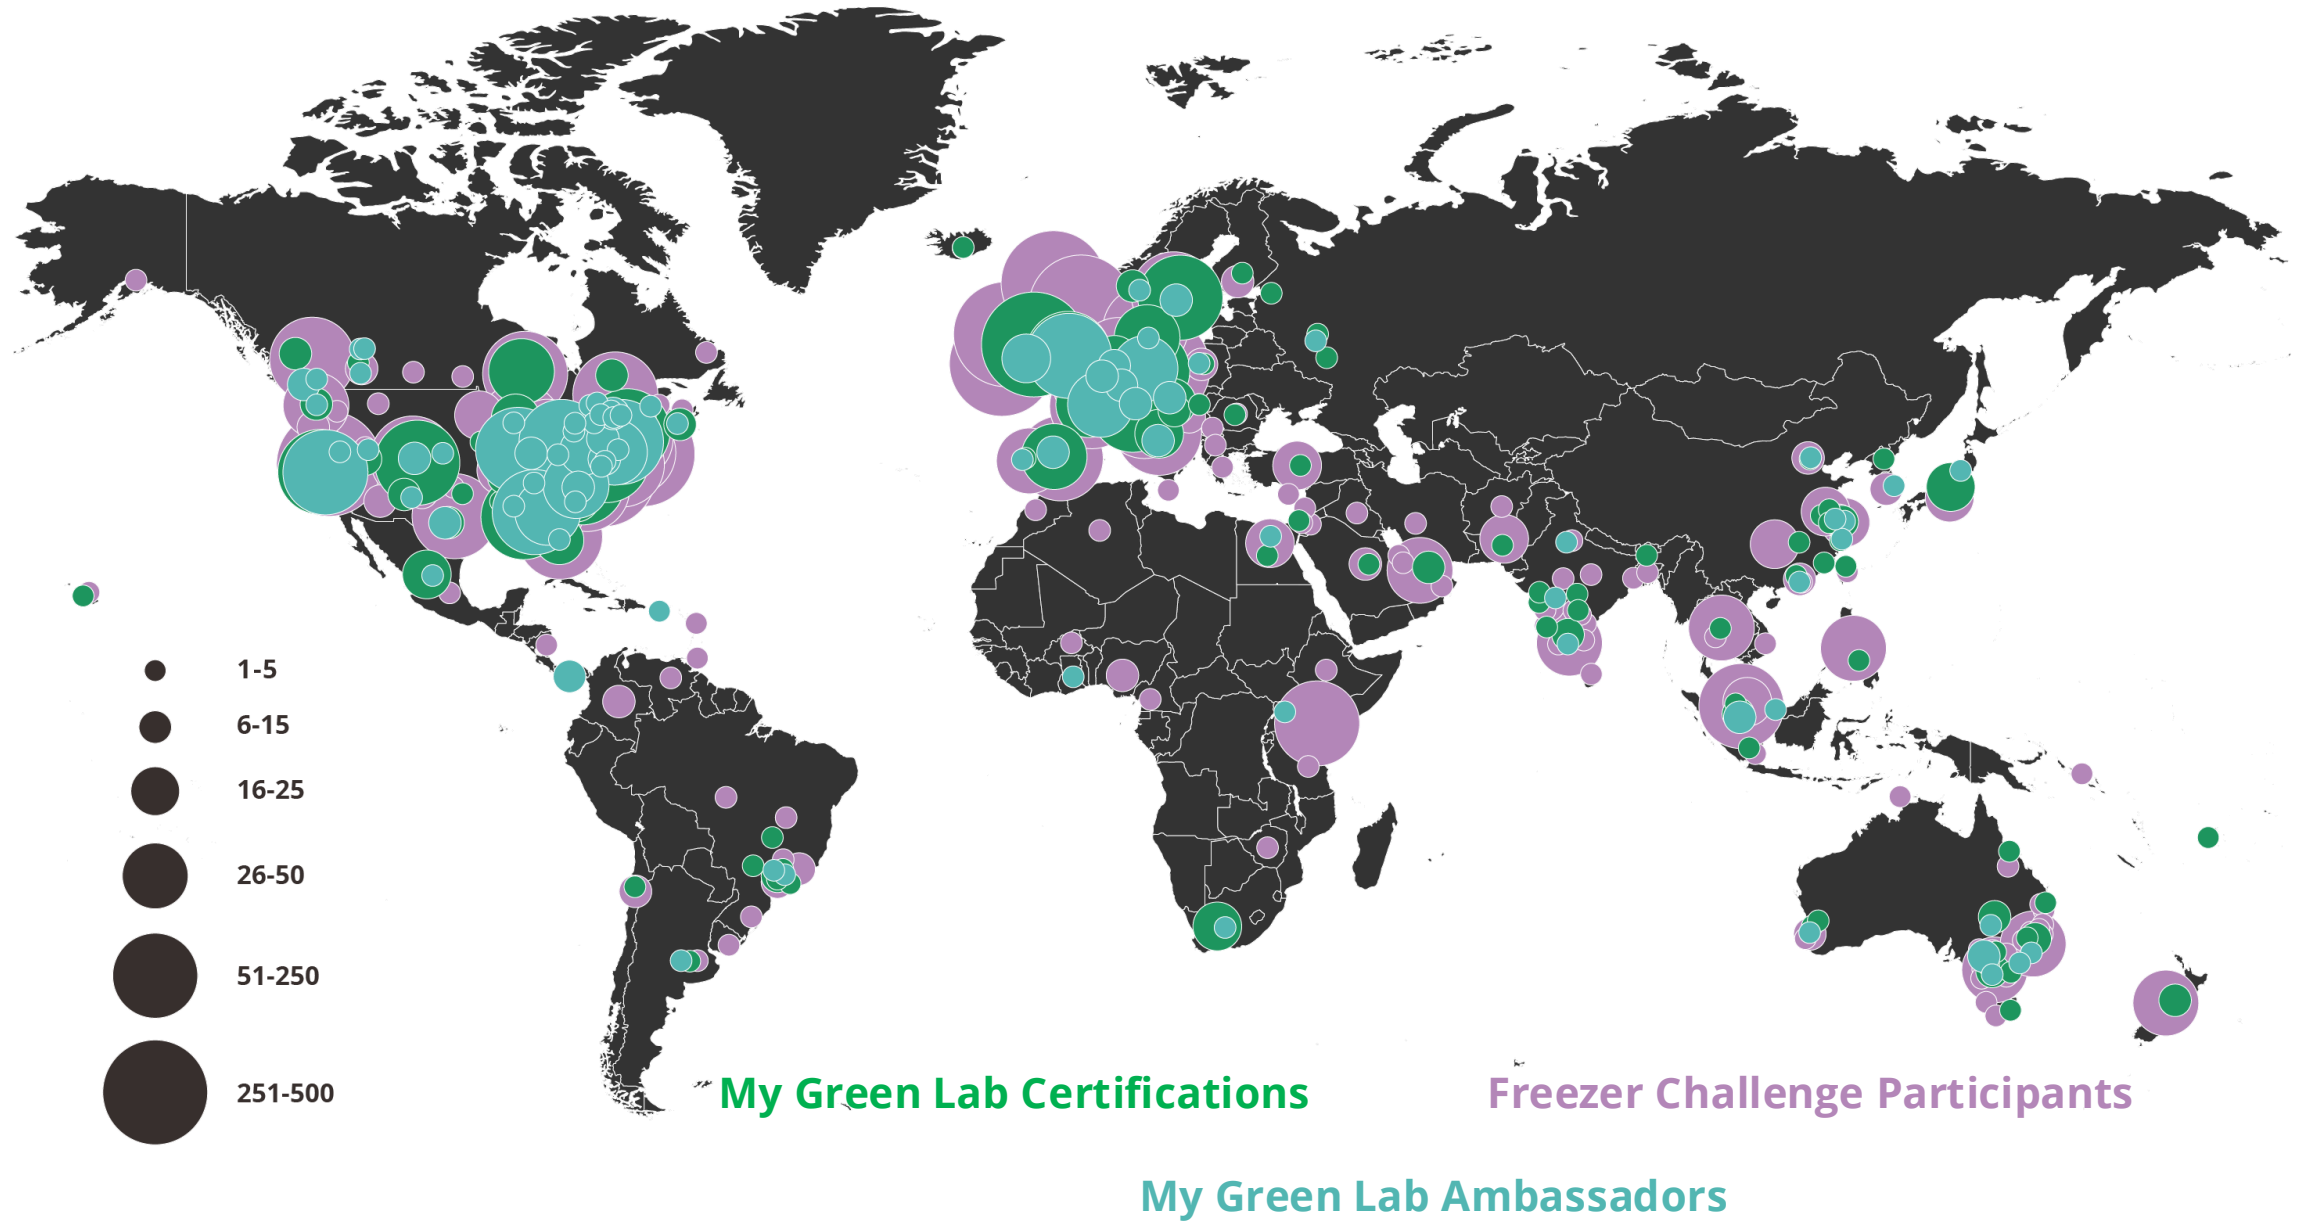 1-5
6-15
16-25
26-50
51-250
251-500
My Green Lab Certifications
Freezer Challenge Participants
My Green Lab Ambassadors